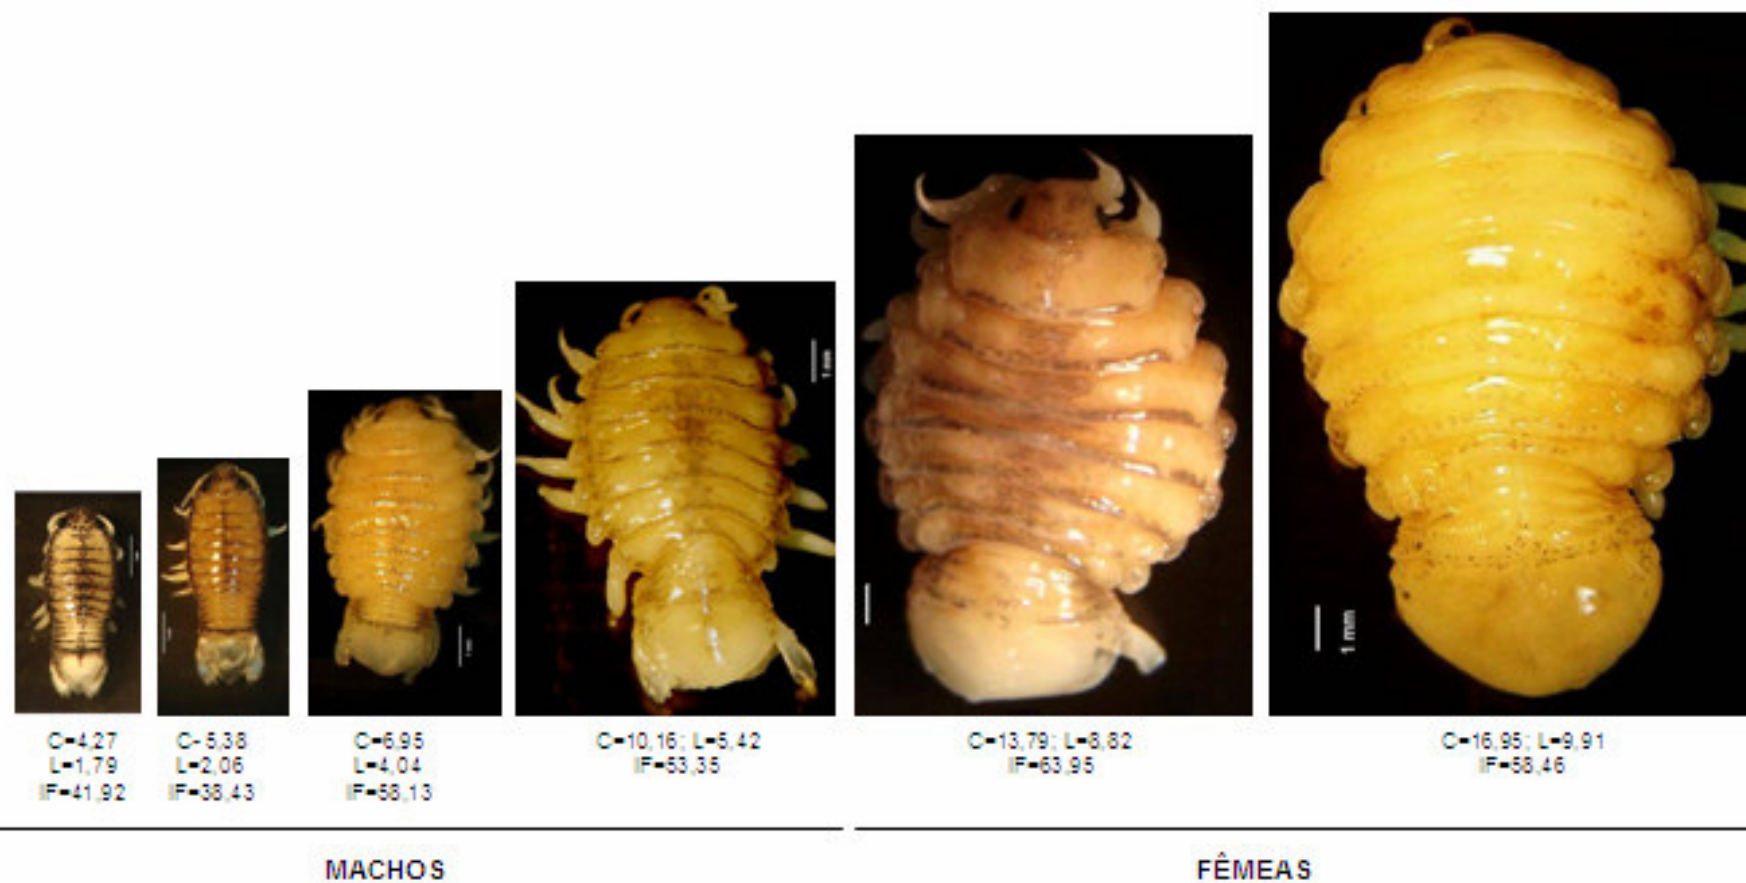 1 mm
1 mm
C=4,27
L=1,79
IF=41,92
C- 5,38
L=2,06
IF=38,43
C=6,95
L=4,04
IF=58,13
C=10,16; L=5,42
IF=53,35
C=13,79; L=8,82
IF=63,95
C=16,95; L=9,91
IF=58,46
MACHOS
FÊMEAS